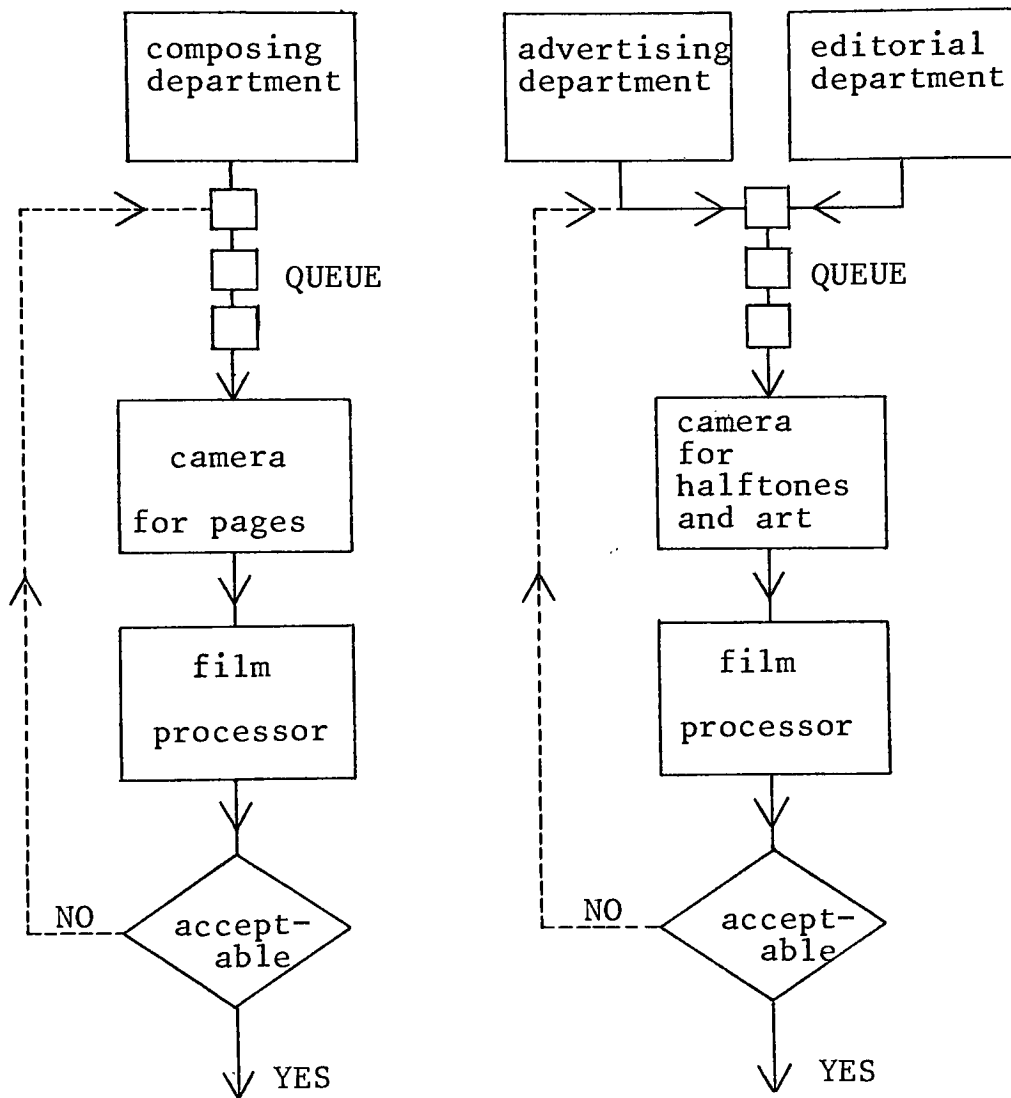 composing
department
QUEUE
camera
for pages
film
processor
accept-
able
NO
YES
advertising
department
editorial
department
QUEUE
camera
for
halftones
and art
film
processor
accept-
able
NO
YES